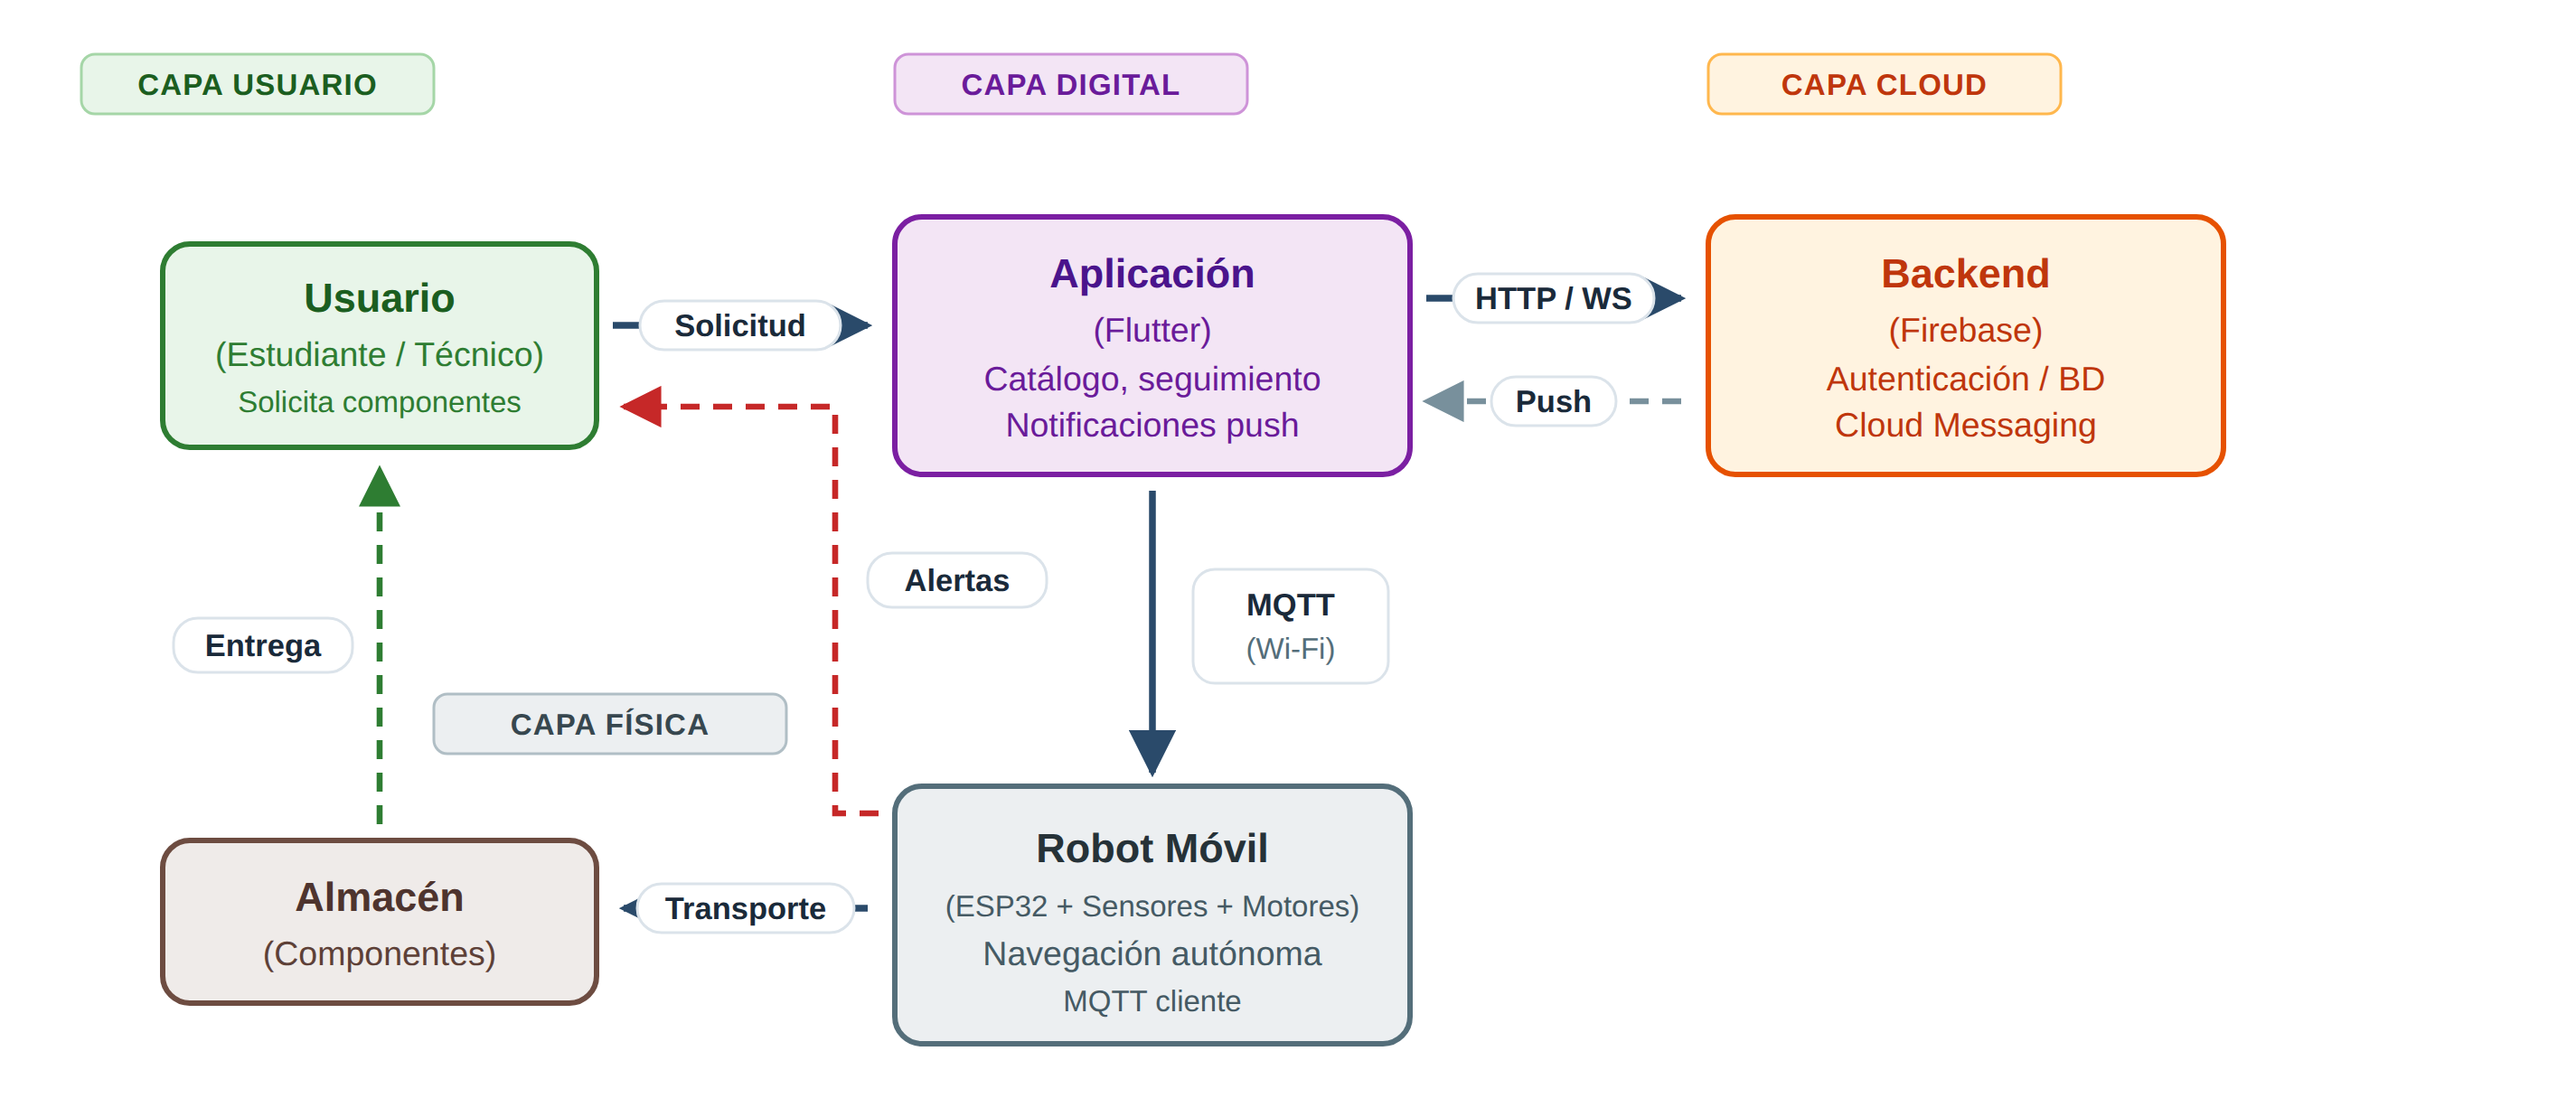 CAPA USUARIO
CAPA DIGITAL
CAPA CLOUD
Usuario
(Estudiante / Técnico)
Solicita componentes
Solicitud
Aplicación
(Flutter)
Catálogo, seguimiento
Notificaciones push
HTTP / WS
Push
Backend
(Firebase)
Autenticación / BD
Cloud Messaging
Alertas
MQTT
(Wi-Fi)
Entrega
CAPA FÍSICA
Almacén
(Componentes)
Transporte
Robot Móvil
(ESP32 + Sensores + Motores)
Navegación autónoma
MQTT cliente